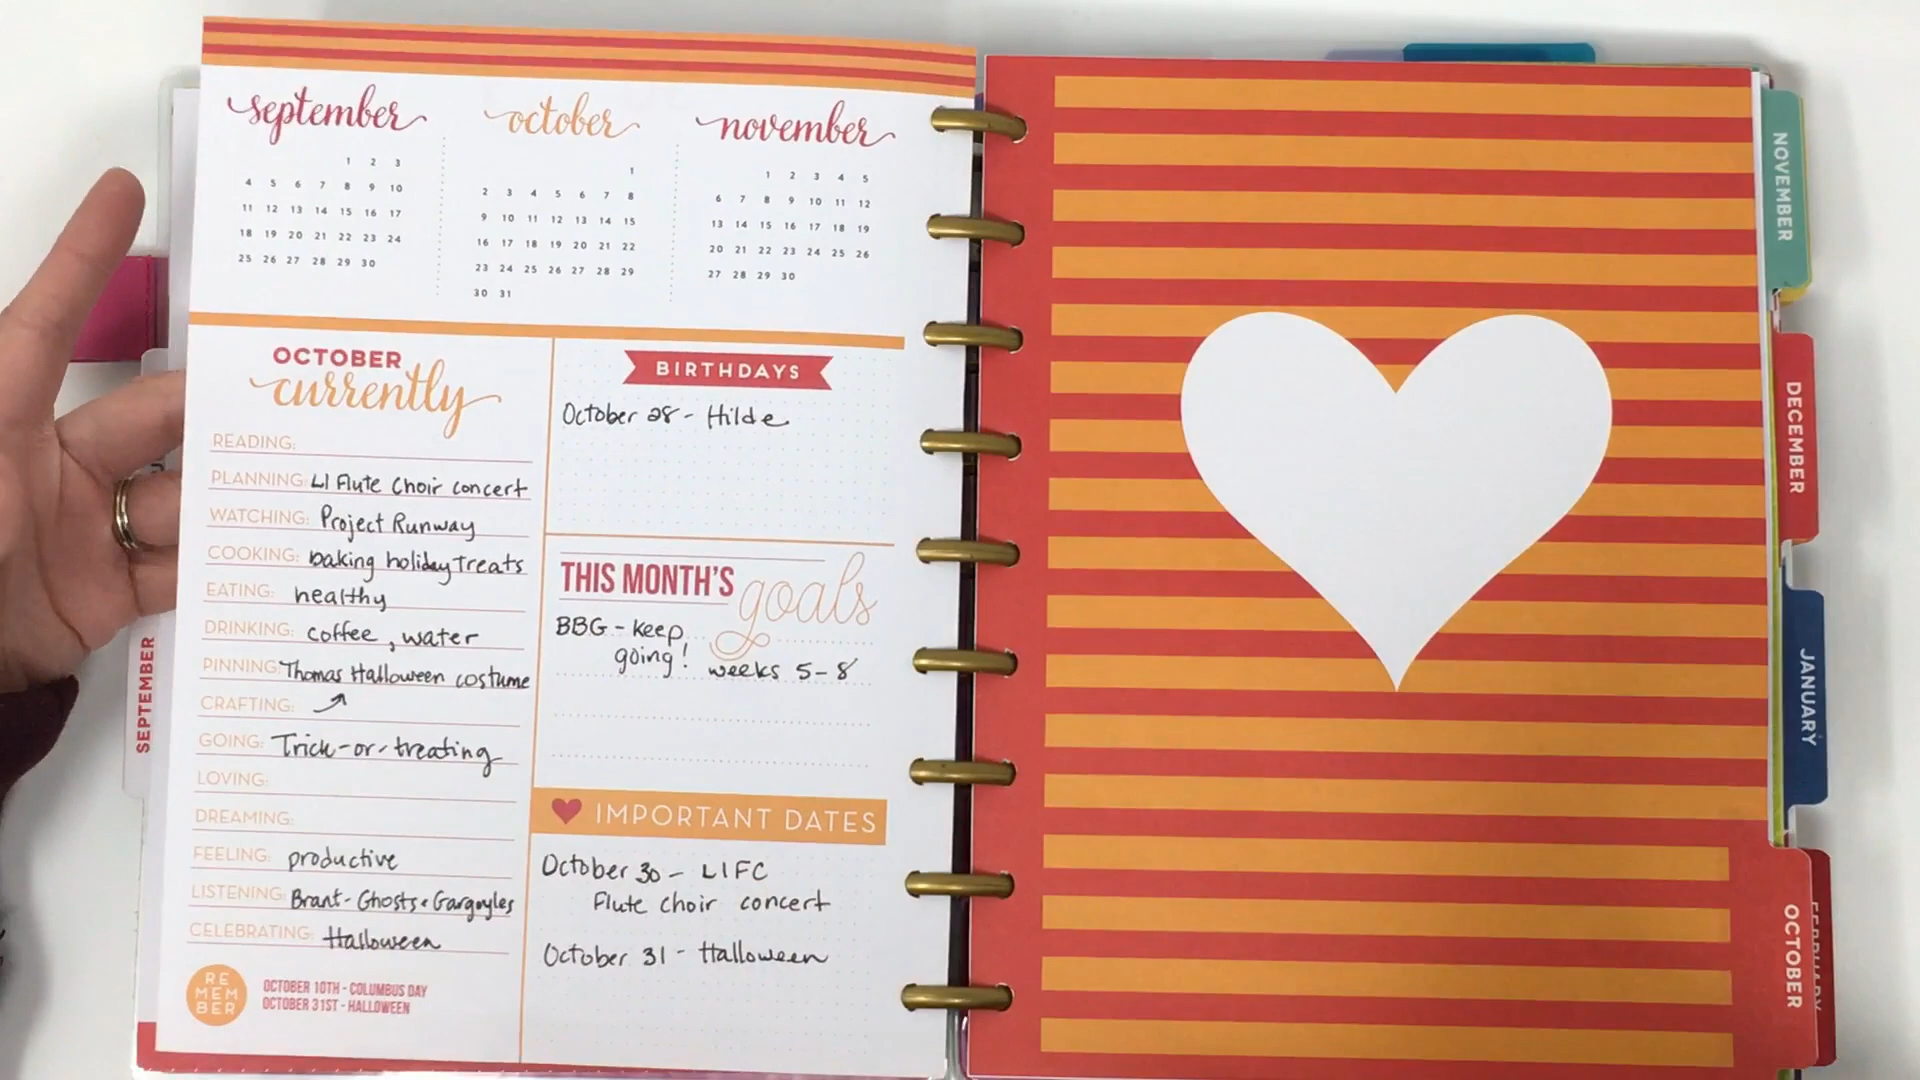 september
1 2 3
4 5 6 7 8 9 10
11 12 13 14 15 16 17
18 19 20 21 22 23 24
25 26 27 28 29 30
october
1
2 3 4 5 6 7 8
9 10 11 12 13 14 15
16 17 18 19 20 21 22
23 24 25 26 27 28 29
30 31
november
1 2 3 4 5
6 7 8 9 10 11 12
13 14 15 16 17 18 19
20 21 22 23 24 25 26
27 28 29 30
OCTOBER
currently
READING:
PLANNING: LI Flute Choir concert
WATCHING: Project Runway
COOKING: baking holiday treats
EATING: healthy
DRINKING: coffee, water
PINNING: Thomas Halloween costume
CRAFTING:
GOING: Trick-or-treating
LOVING:
DREAMING:
FEELING: productive
LISTENING: Brant-Ghosts & Gargoyles
CELEBRATING: Halloween
RE
MEM
BER
OCTOBER 10TH - COLUMBUS DAY
OCTOBER 31ST - HALLOWEEN
BIRTHDAYS
October 28 - Hilde
THIS MONTH'S goals
BBG - keep
going! weeks 5-8
IMPORTANT DATES
October 30 - LIFC
Flute choir concert
October 31 - Halloween
SEPTEMBER
NOVEMBER
DECEMBER
JANUARY
OCTOBER
FEBRUARY